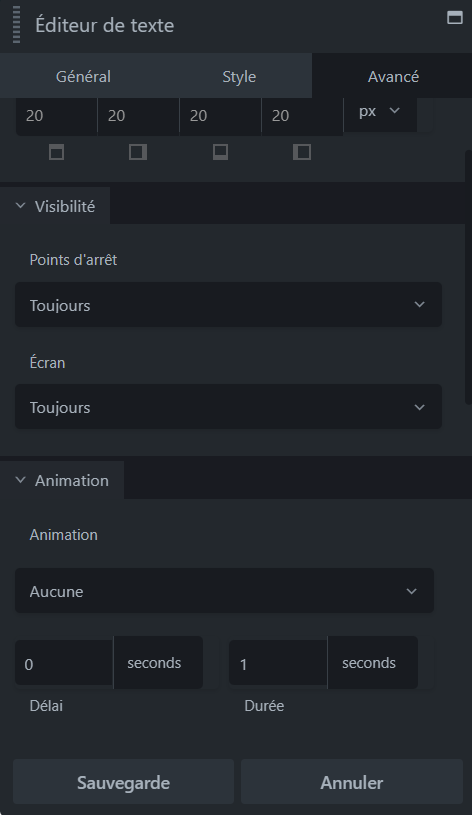 Éditeur de texte
Général Style Avancé
20 20 20 20 px
Visibilité
Points d'arrêt
Toujours
Écran
Toujours
Animation
Animation
Aucune
0 seconds 1 seconds
Délai Durée
Sauvegarde Annuler